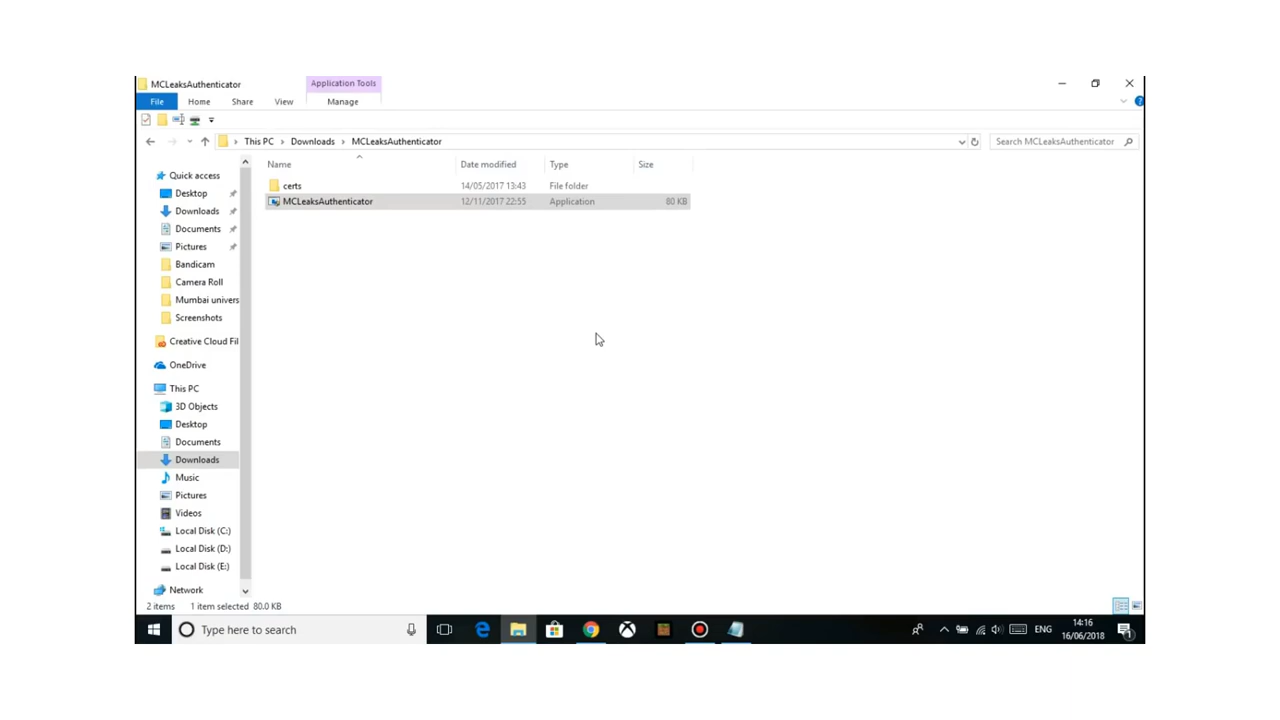 MCLeaksAuthenticator
Application Tools
File Home Share View Manage
This PC Downloads MCLeaksAuthenticator
Search MCLeaksAuthenticator
Name Date modified Type Size
certs 14/05/2017 13:43 File folder
MCLeaksAuthenticator 12/11/2017 22:55 Application 80 KB
Quick access
Desktop
Downloads
Documents
Pictures
Bandicam
Camera Roll
Mumbai univers
Screenshots
Creative Cloud Fil
OneDrive
This PC
3D Objects
Desktop
Documents
Downloads
Music
Pictures
Videos
Local Disk (C:)
Local Disk (D:)
Local Disk (E:)
Network
2 items 1 item selected 80.0 KB
Type here to search
ENG
14:16
16/06/2018
1